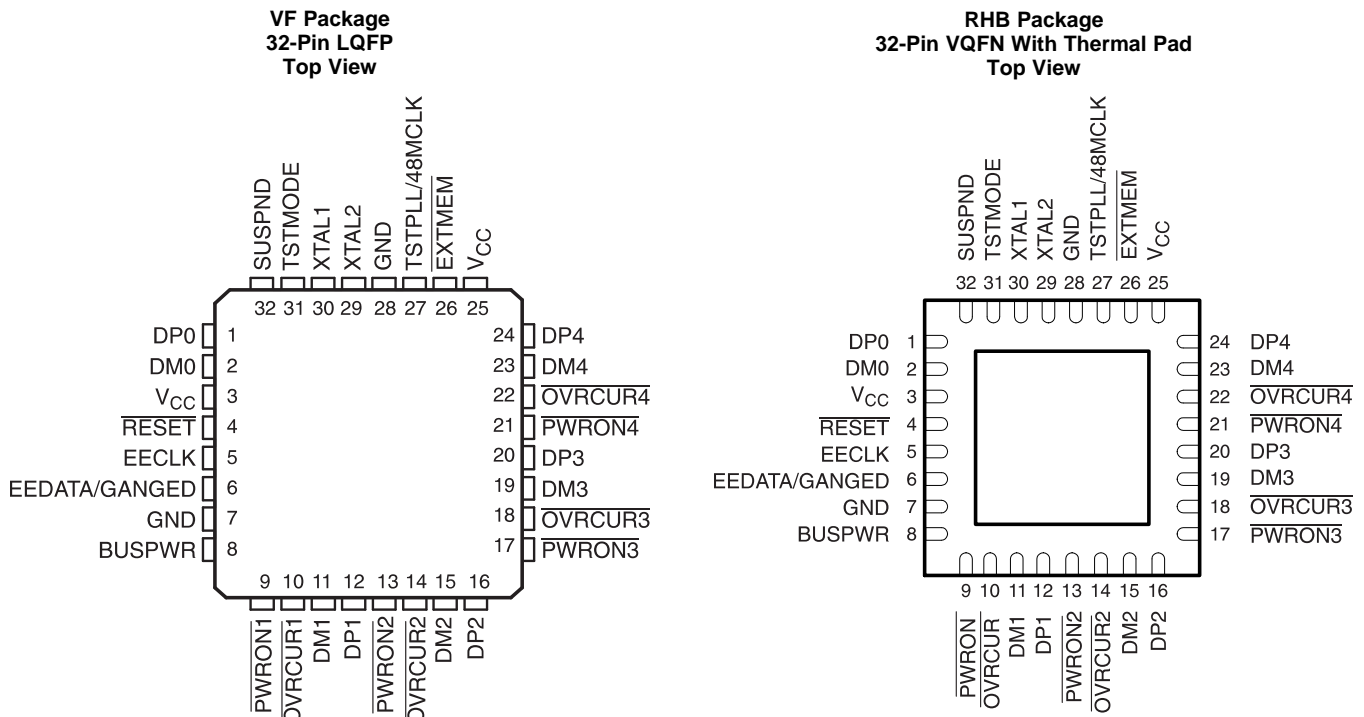 VF Package
32-Pin LQFP
Top View
SUSPND
TSTMODE
XTAL1
XTAL2
GND
TSTPLL/48MCLK
EXTMEM
VCC
32 31 30 29 28 27 26 25
DP0 1
DM0 2
VCC 3
RESET 4
EECLK 5
EEDATA/GANGED 6
GND 7
BUSPWR 8
24 DP4
23 DM4
22 OVRCUR4
21 PWRON4
20 DP3
19 DM3
18 OVRCUR3
17 PWRON3
9 10 11 12 13 14 15 16
PWRON1
OVRCUR1
DM1
DP1
PWRON2
OVRCUR2
DM2
DP2
RHB Package
32-Pin VQFN With Thermal Pad
Top View
SUSPND
TSTMODE
XTAL1
XTAL2
GND
TSTPLL/48MCLK
EXTMEM
VCC
32 31 30 29 28 27 26 25
DP0 1
DM0 2
VCC 3
RESET 4
EECLK 5
EEDATA/GANGED 6
GND 7
BUSPWR 8
24 DP4
23 DM4
22 OVRCUR4
21 PWRON4
20 DP3
19 DM3
18 OVRCUR3
17 PWRON3
9 10 11 12 13 14 15 16
PWRON
OVRCUR
DM1
DP1
PWRON2
OVRCUR2
DM2
DP2